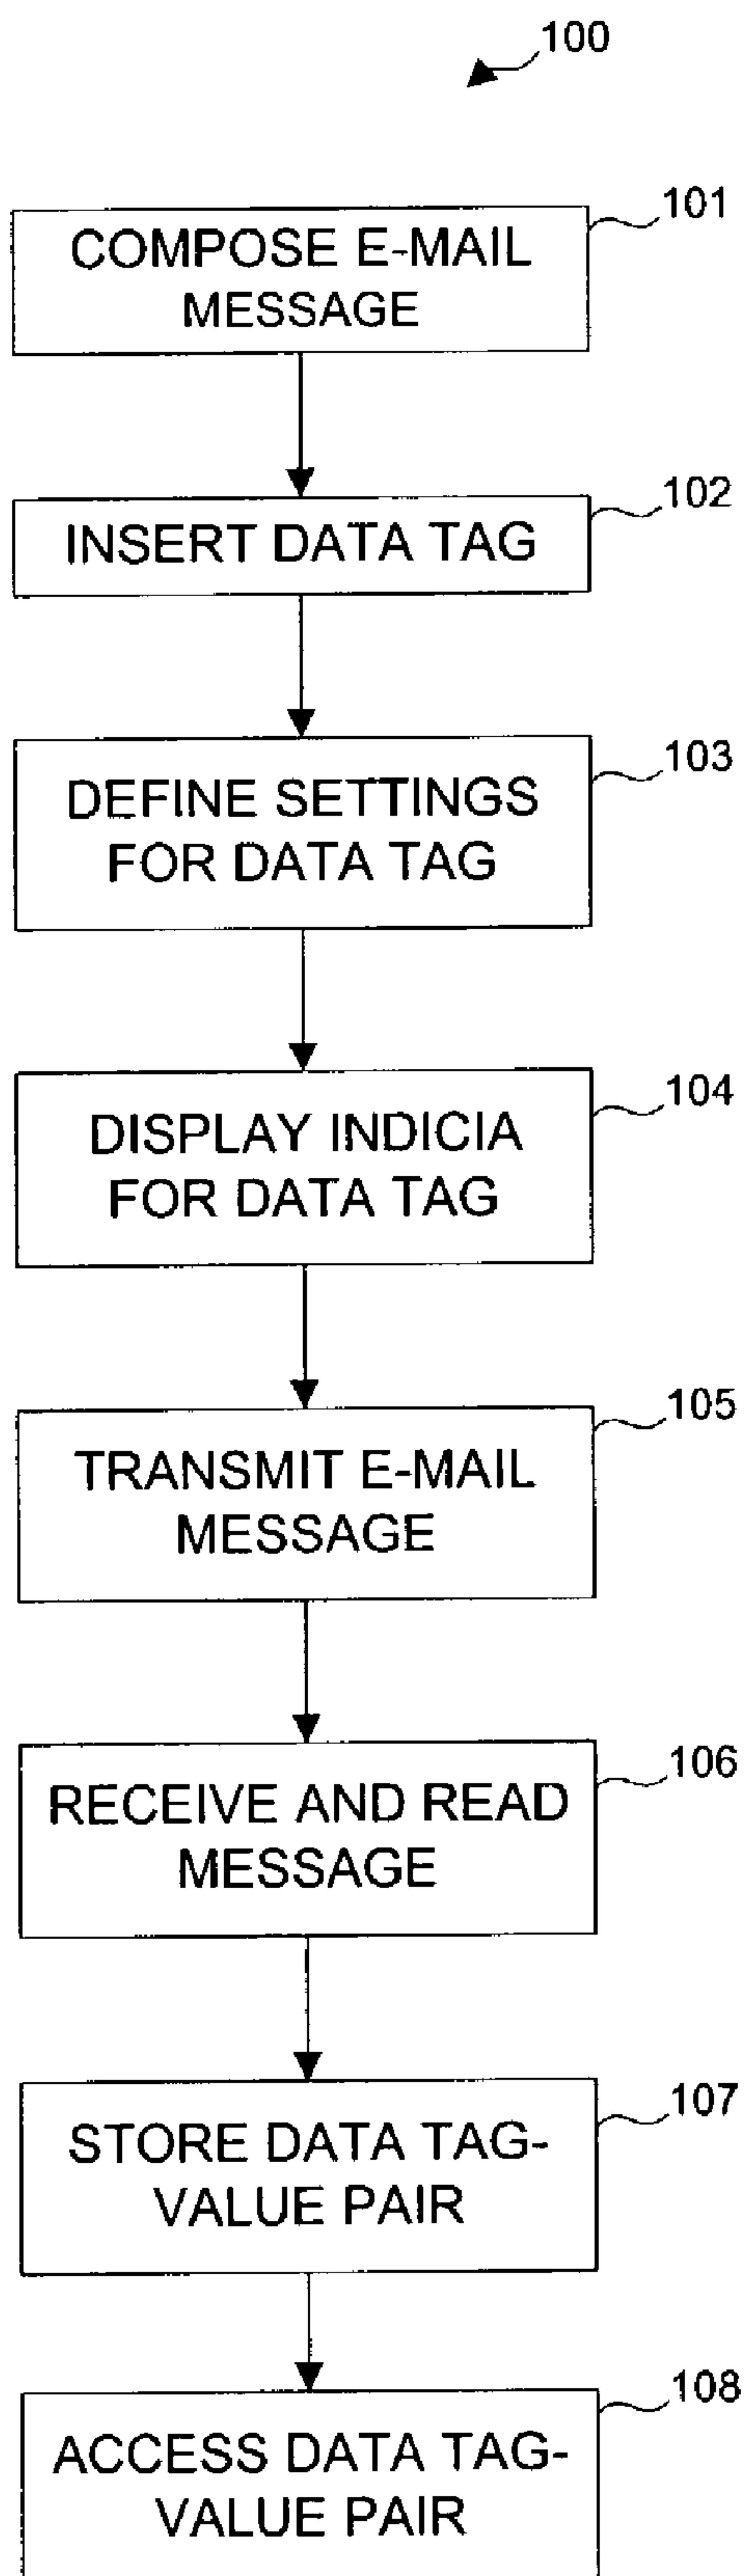 100
101
COMPOSE E-MAIL
MESSAGE
102
INSERT DATA TAG
103
DEFINE SETTINGS
FOR DATA TAG
104
DISPLAY INDICIA
FOR DATA TAG
105
TRANSMIT E-MAIL
MESSAGE
106
RECEIVE AND READ
MESSAGE
107
STORE DATA TAG-
VALUE PAIR
108
ACCESS DATA TAG-
VALUE PAIR